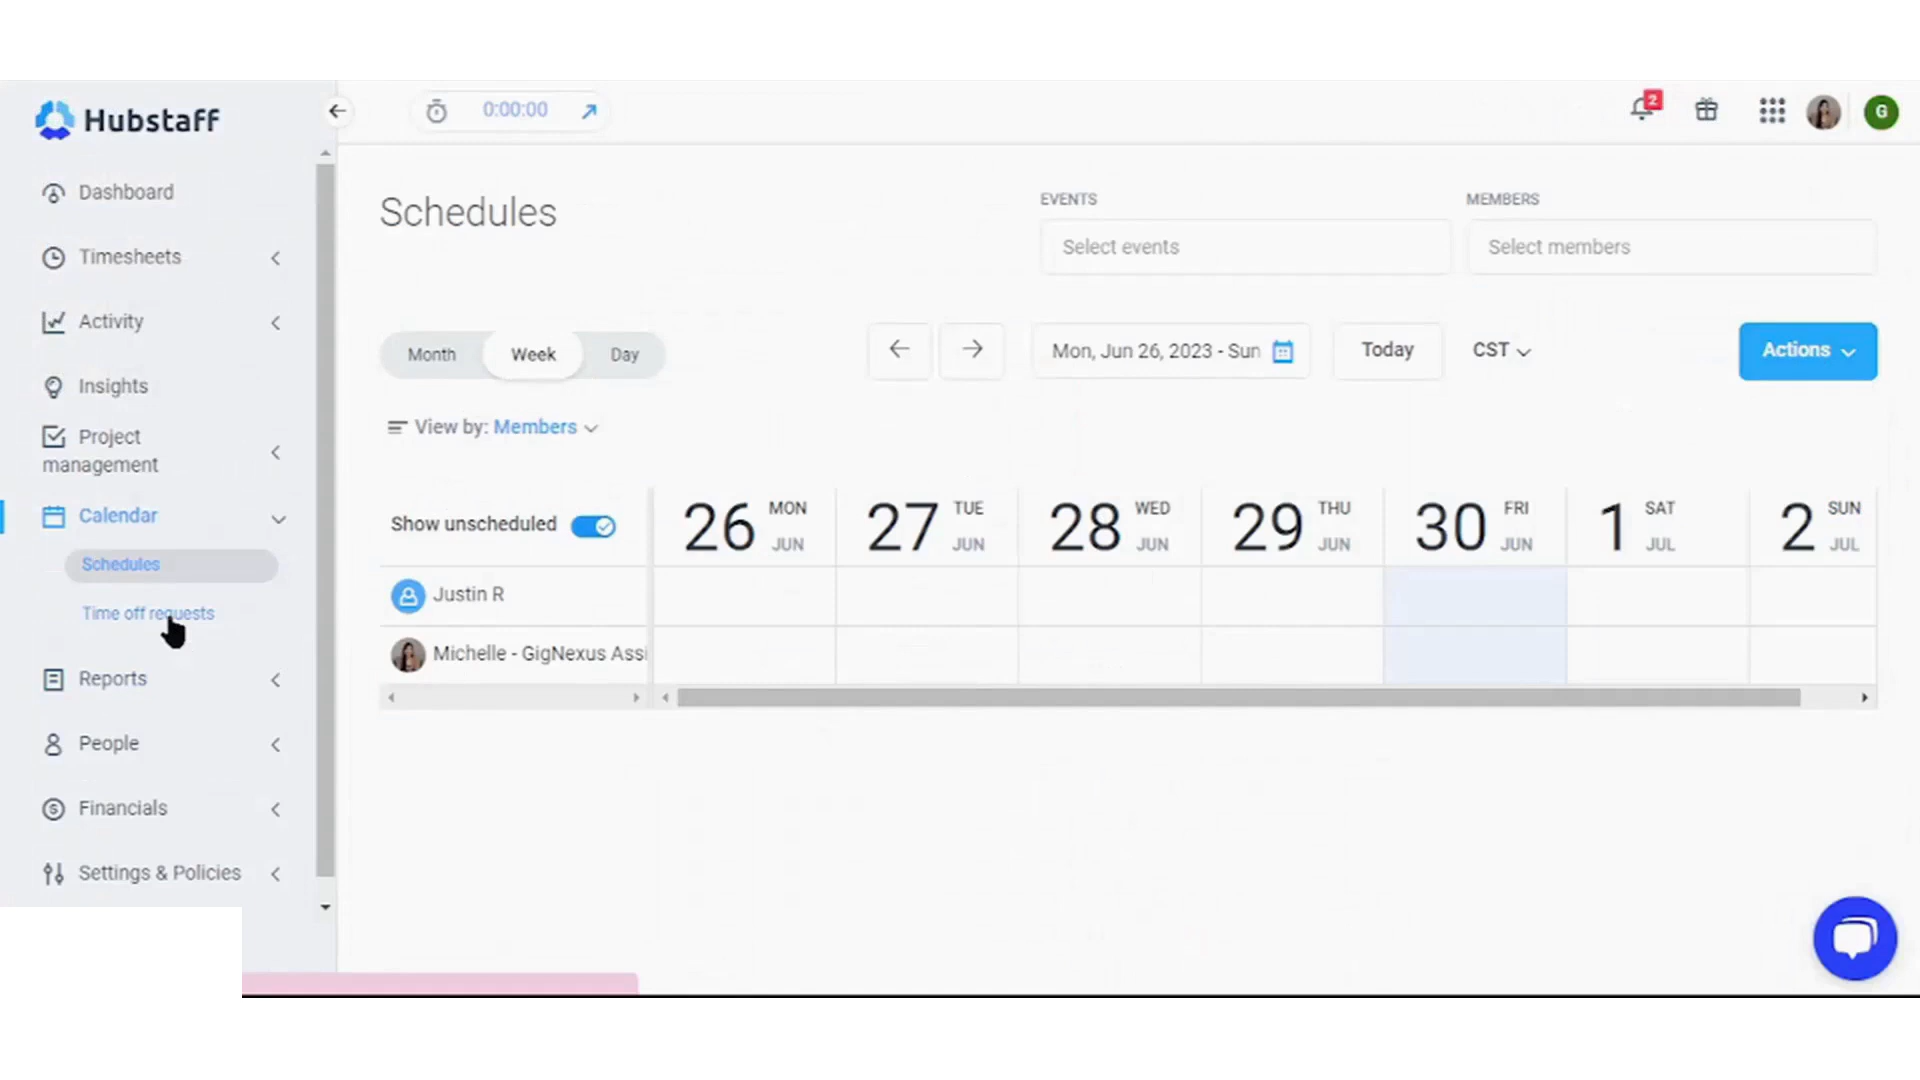 Hubstaff
0:00:00
2
G
Dashboard
Timesheets
Activity
Insights
Project
management
Calendar
Schedules
Time off requests
Reports
People
Financials
Settings & Policies
Schedules
EVENTS
Select events
MEMBERS
Select members
Month
Week
Day
Mon, Jun 26, 2023 - Sun
Today
CST
Actions
View by: Members
Show unscheduled
26 MON JUN
27 TUE JUN
28 WED JUN
29 THU JUN
30 FRI JUN
1 SAT JUL
2 SUN JUL
Justin R
Michelle - GigNexus Assi